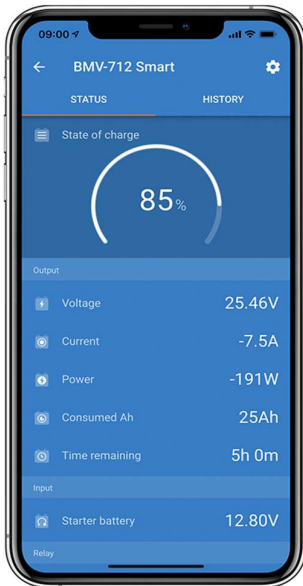 09:00
BMV-712 Smart
STATUS HISTORY
State of charge
85%
Output
Voltage 25.46V
Current -7.5A
Power -191W
Consumed Ah 25Ah
Time remaining 5h 0m
Input
Starter battery 12.80V
Relay